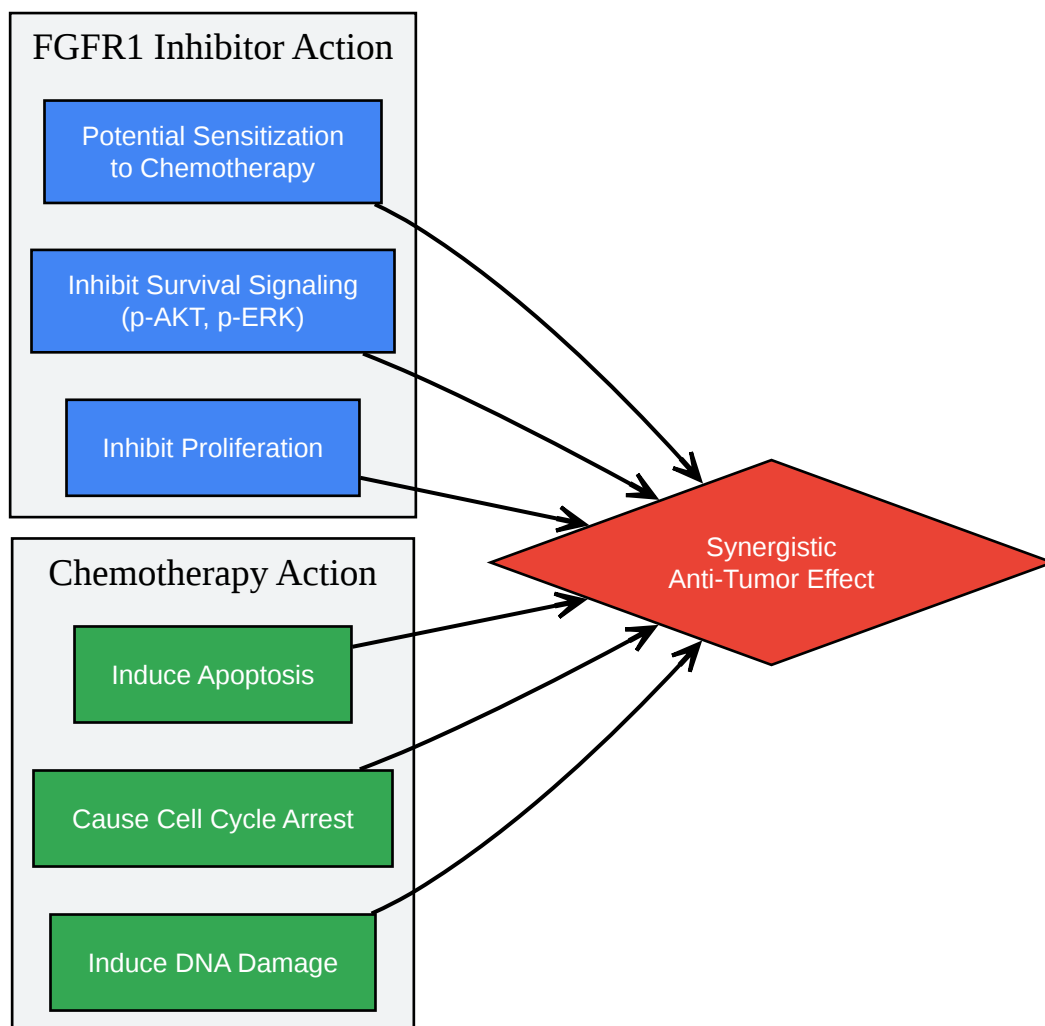 FGFR1 Inhibitor Action
Potential Sensitization
to Chemotherapy
Inhibit Survival Signaling
(p-AKT, p-ERK)
Inhibit Proliferation
Synergistic
Anti-Tumor Effect
Chemotherapy Action
Induce Apoptosis
Cause Cell Cycle Arrest
Induce DNA Damage